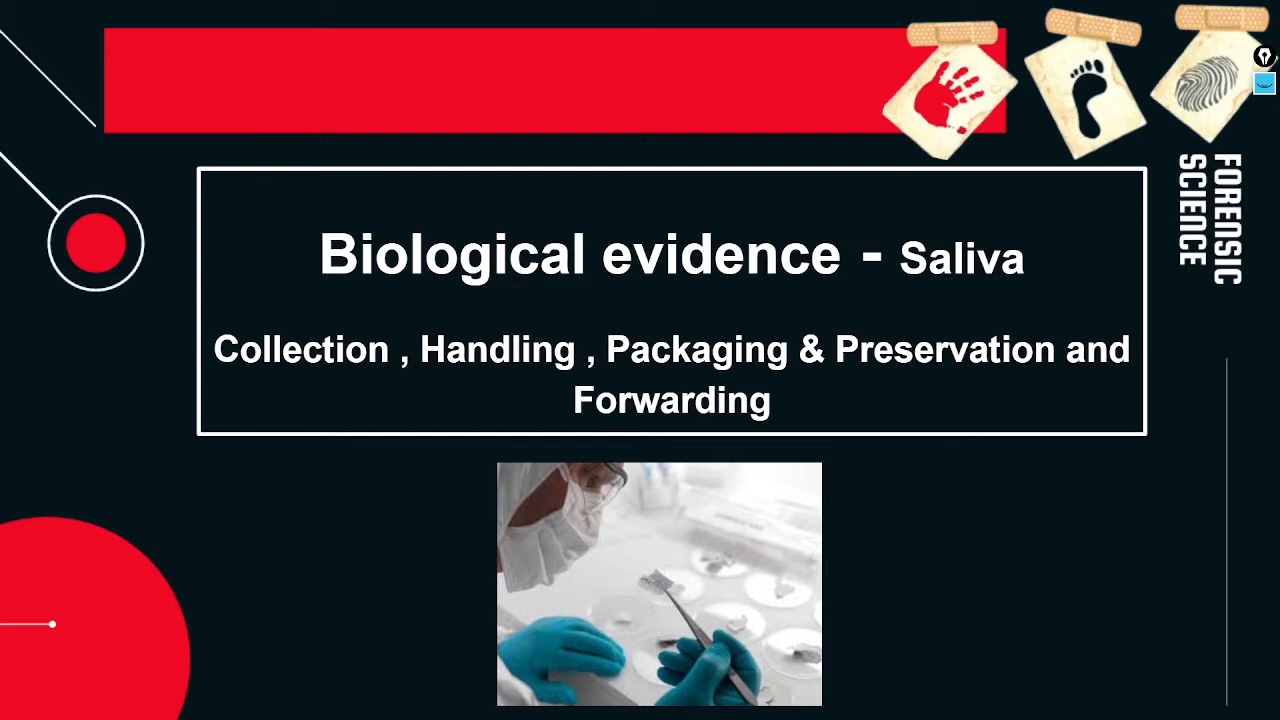 Biological evidence - Saliva
Collection , Handling , Packaging & Preservation and
Forwarding
FORENSIC
SCIENCE